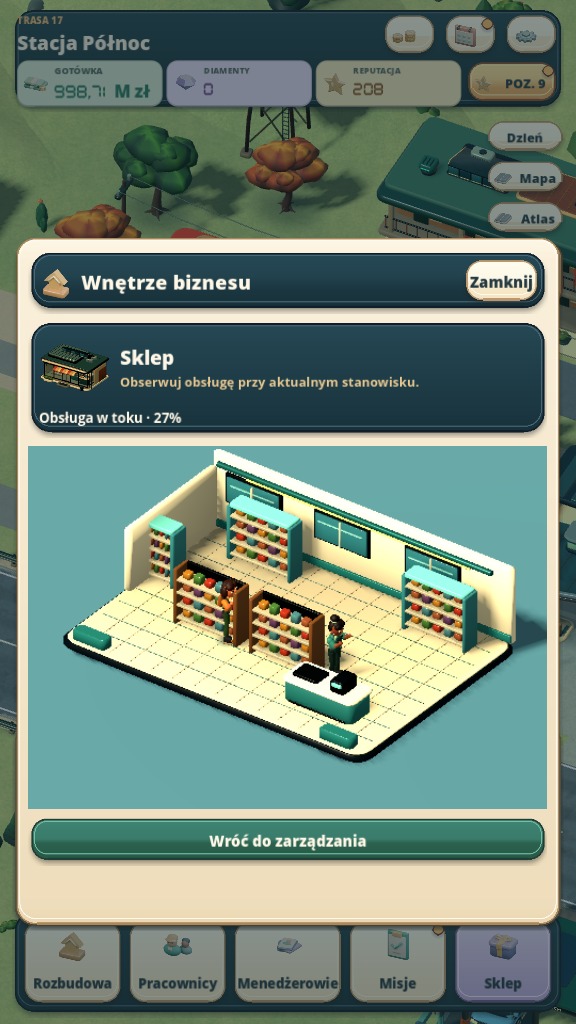 TRASA 17
Stacja Północ
GOTÓWKA
998,71 M zł
DIAMENTY
0
REPUTACJA
208
POZ. 9
Dzień
Mapa
Atlas
Wnętrze biznesu
Zamknij
Sklep
Obserwuj obsługę przy aktualnym stanowisku.
Obsługa w toku · 27%
Wróć do zarządzania
Rozbudowa
Pracownicy
Menedżerowie
Misje
Sklep